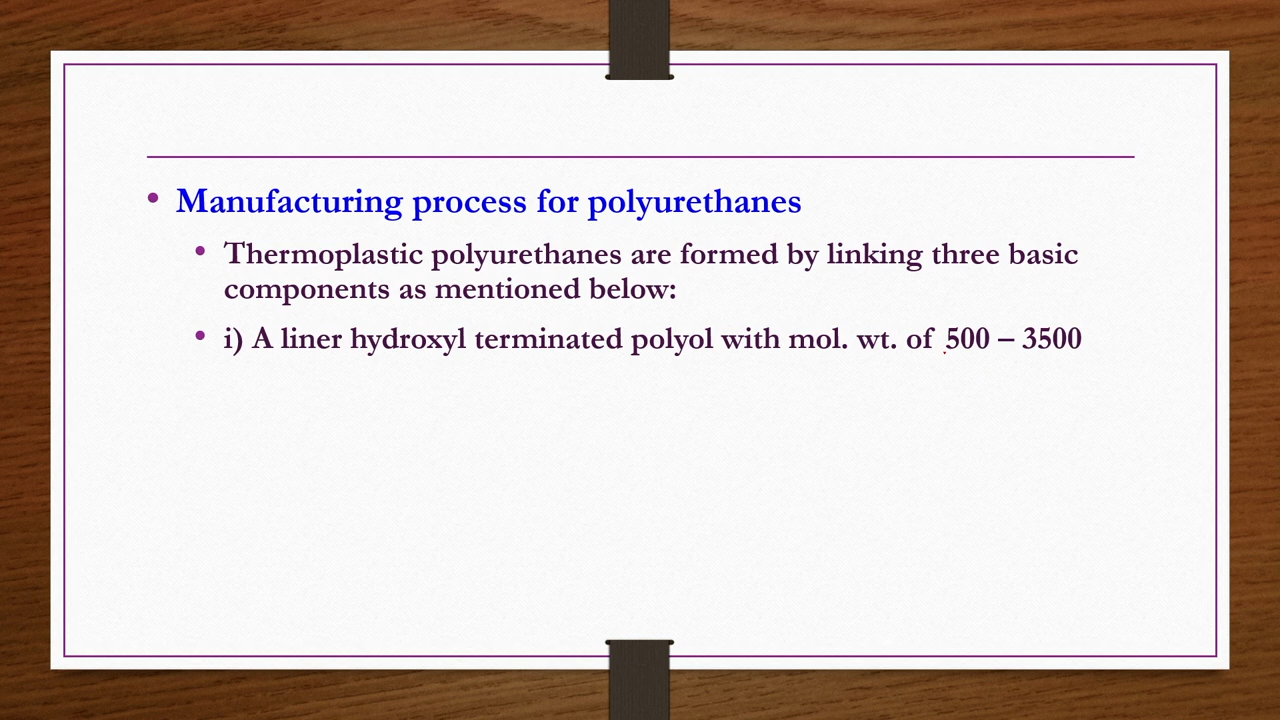 • Manufacturing process for polyurethanes
• Thermoplastic polyurethanes are formed by linking three basic
components as mentioned below:
• i) A liner hydroxyl terminated polyol with mol. wt. of 500 – 3500